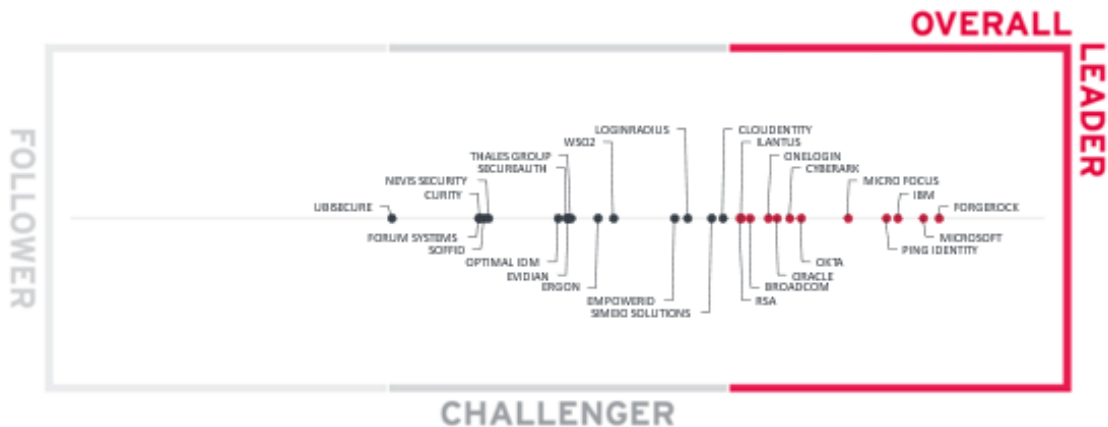 OVERALL
LEADER
FOLLOWER
LOGINRADIUS
CLOUDENTITY
WSO2
ILANTUS
THALES GROUP
ONELOGIN
SECUREAUTH
CYBERARK
NEVIS SECURITY
MICRO FOCUS
CURITY
IBM
UBISECURE
FORGEROCK
FORUM SYSTEMS
MICROSOFT
SOFFID
PING IDENTITY
OPTIMAL IDM
OKTA
EVIDIAN
ORACLE
ERGON
BROADCOM
EMPOWERID
RSA
SIMEIO SOLUTIONS
CHALLENGER